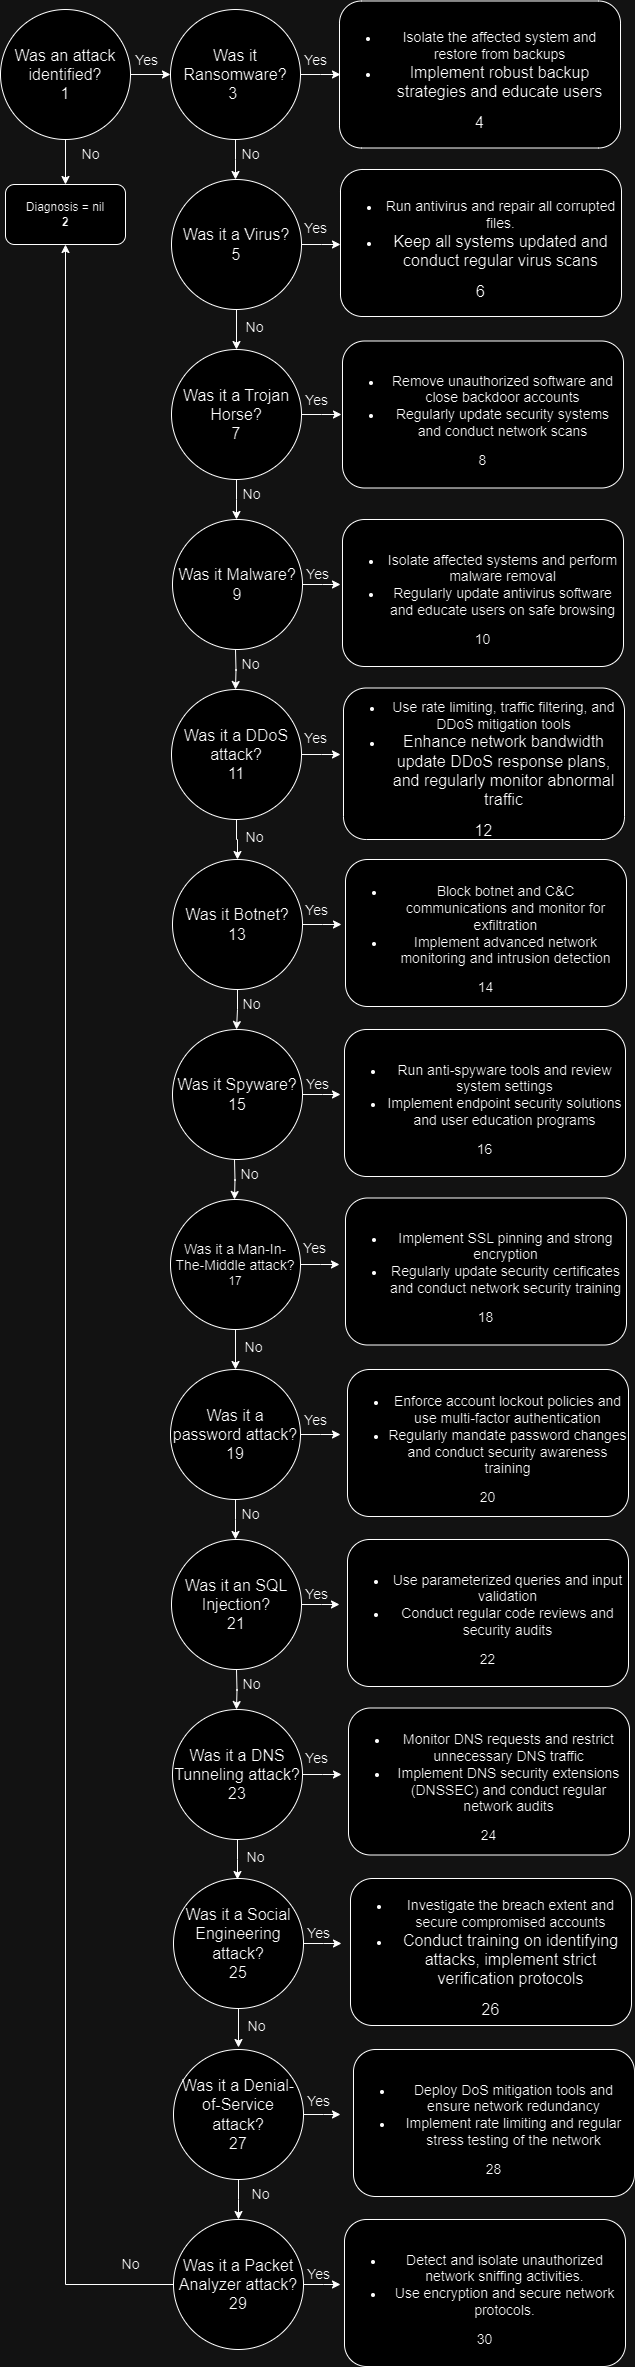 Was an attack
identified?
1
Yes
Was it
Ransomware?
3
Yes
• Isolate the affected system and
restore from backups
• Implement robust backup
strategies and educate users
4
No
No
Diagnosis = nil
2
Was it a Virus?
5
Yes
• Run antivirus and repair all corrupted
files.
• Keep all systems updated and
conduct regular virus scans
6
No
Was it a Trojan
Horse?
7
Yes
• Remove unauthorized software and
close backdoor accounts
• Regularly update security systems
and conduct network scans
8
No
Was it Malware?
9
Yes
• Isolate affected systems and perform
malware removal
• Regularly update antivirus software
and educate users on safe browsing
10
No
Was it a DDoS
attack?
11
Yes
• Use rate limiting, traffic filtering, and
DDoS mitigation tools
• Enhance network bandwidth
update DDoS response plans,
and regularly monitor abnormal
traffic
12
No
Was it Botnet?
13
Yes
• Block botnet and C&C
communications and monitor for
exfiltration
• Implement advanced network
monitoring and intrusion detection
14
No
Was it Spyware?
15
Yes
• Run anti-spyware tools and review
system settings
• Implement endpoint security solutions
and user education programs
16
No
Was it a Man-In-
The-Middle attack?
17
Yes
• Implement SSL pinning and strong
encryption
• Regularly update security certificates
and conduct network security training
18
No
Was it a
password attack?
19
Yes
• Enforce account lockout policies and
use multi-factor authentication
• Regularly mandate password changes
and conduct security awareness
training
20
No
Was it an SQL
Injection?
21
Yes
• Use parameterized queries and input
validation
• Conduct regular code reviews and
security audits
22
No
Was it a DNS
Tunneling attack?
23
Yes
• Monitor DNS requests and restrict
unnecessary DNS traffic
• Implement DNS security extensions
(DNSSEC) and conduct regular
network audits
24
No
Was it a Social
Engineering
attack?
25
Yes
• Investigate the breach extent and
secure compromised accounts
• Conduct training on identifying
attacks, implement strict
verification protocols
26
No
Was it a Denial-
of-Service
attack?
27
Yes
• Deploy DoS mitigation tools and
ensure network redundancy
• Implement rate limiting and regular
stress testing of the network
28
No
No
Was it a Packet
Analyzer attack?
29
Yes
• Detect and isolate unauthorized
network sniffing activities.
• Use encryption and secure network
protocols.
30